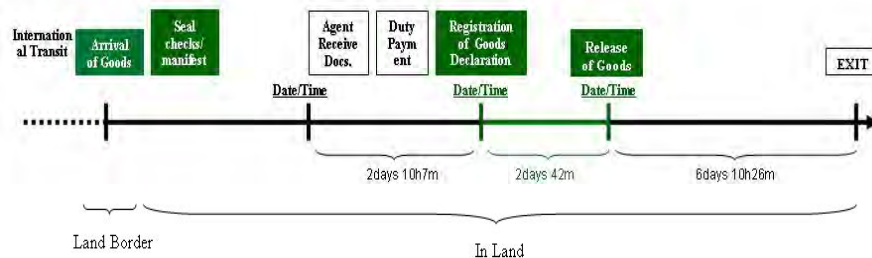 Internation
al Transit
Arrival
of Goods
Seal
checks/
manifest
Agent
Receive
Docs.
Duty
Paym
ent
Registration
of Goods
Declaration
Release
of Goods
EXIT
Date/Time
Date/Time
Date/Time
2days 10h7m
2days 42m
6days 10h26m
Land Border
In Land